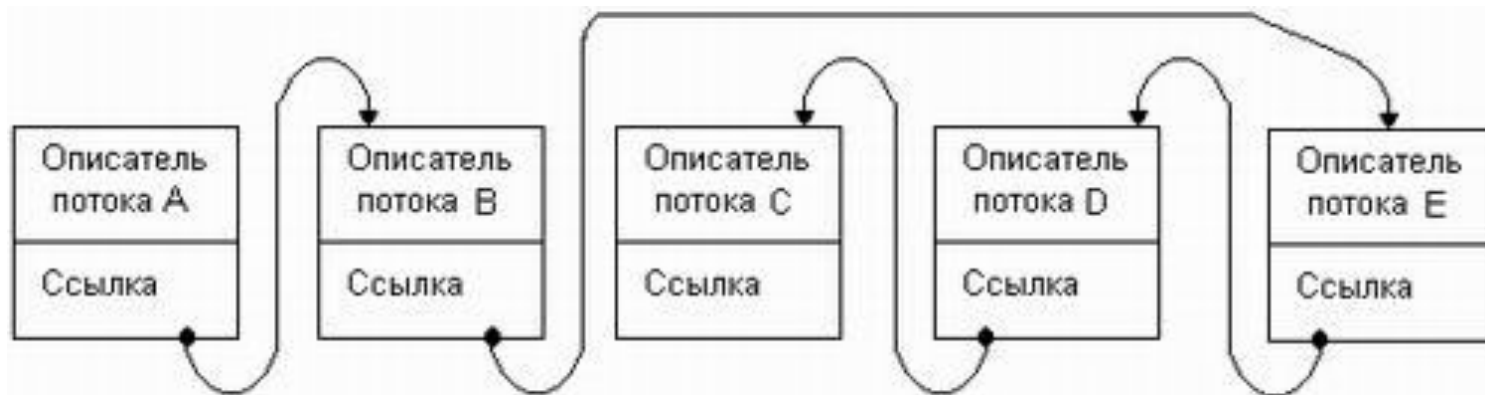 Описатель
потока A
Ссылка
Описатель
потока B
Ссылка
Описатель
потока C
Ссылка
Описатель
потока D
Ссылка
Описатель
потока E
Ссылка